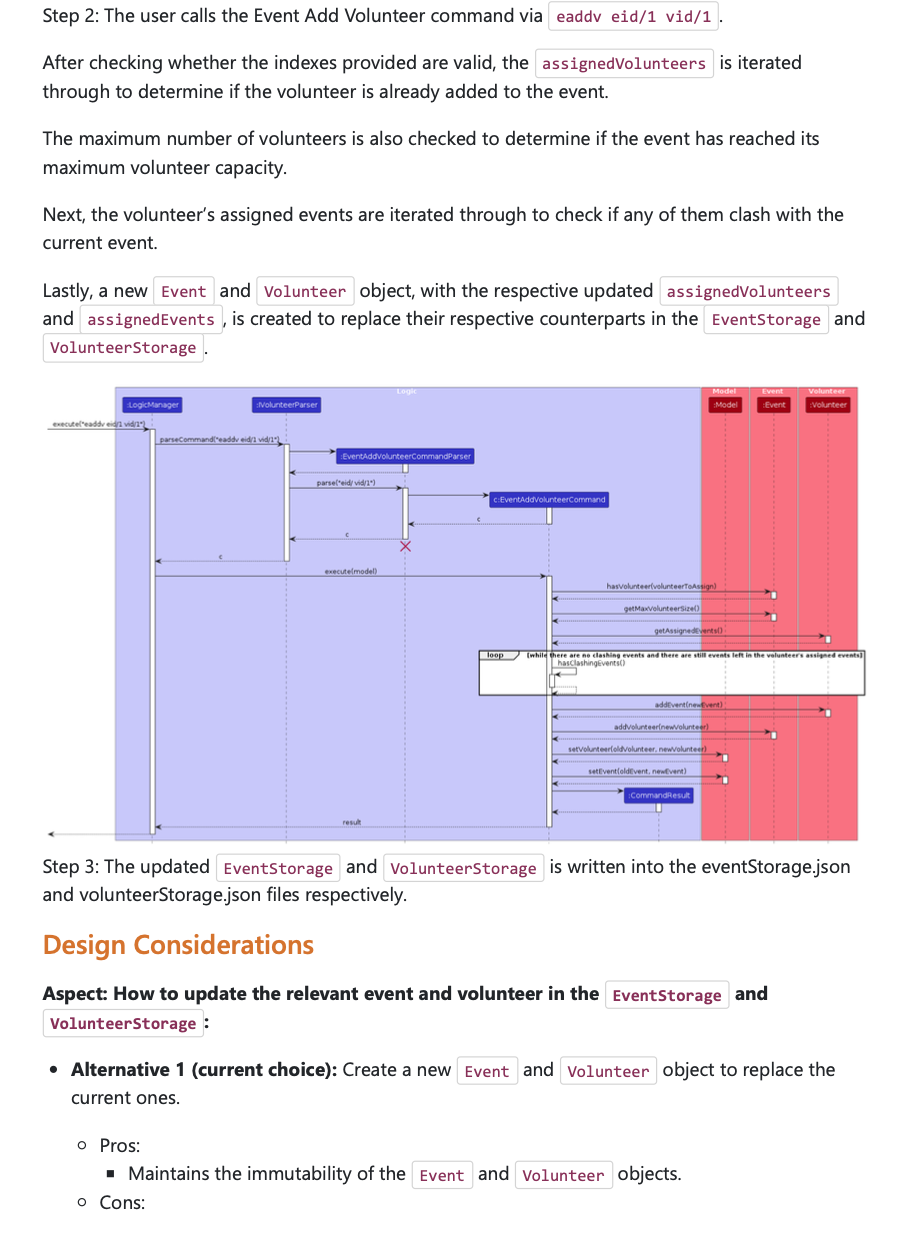 Step 2: The user calls the Event Add Volunteer command via eaddv eid/1 vid/1 .
After checking whether the indexes provided are valid, the assignedVolunteers is iterated
through to determine if the volunteer is already added to the event.
The maximum number of volunteers is also checked to determine if the event has reached its
maximum volunteer capacity.
Next, the volunteer’s assigned events are iterated through to check if any of them clash with the
current event.
Lastly, a new Event and Volunteer object, with the respective updated assignedVolunteers
and assignedEvents , is created to replace their respective counterparts in the EventStorage and
VolunteerStorage .
Logic
Model
Event
Volunteer
:LogicManager
:IVolunteerParser
:Model
:Event
:Volunteer
execute("eaddv eid/1 vid/1")
parseCommand("eaddv eid/1 vid/1")
:EventAddVolunteerCommandParser
parse("eid/ vid/1")
c:EventAddVolunteerCommand
c
c
c
execute(model)
hasVolunteer(volunteerToAssign)
getMaxVolunteerSize()
getAssignedEvents()
loop
[while there are no clashing events and there are still events left in the volunteer's assigned events]
hasClashingEvents()
addEvent(newEvent)
addVolunteer(newVolunteer)
setVolunteer(oldVolunteer, newVolunteer)
setEvent(oldEvent, newEvent)
:CommandResult
result
Step 3: The updated EventStorage and VolunteerStorage is written into the eventStorage.json
and volunteerStorage.json files respectively.
Design Considerations
Aspect: How to update the relevant event and volunteer in the EventStorage and
VolunteerStorage :
• Alternative 1 (current choice): Create a new Event and Volunteer object to replace the
current ones.
○ Pros:
▪ Maintains the immutability of the Event and Volunteer objects.
○ Cons: